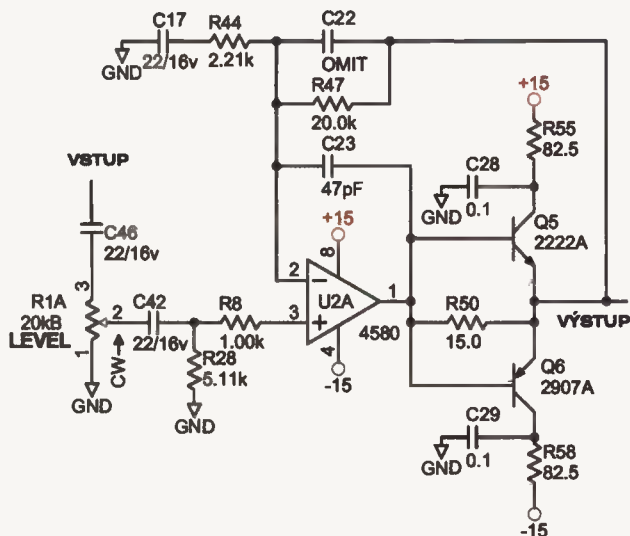 C17
22/16v
GND
R44
2.21k
C22
OMIT
R47
20.0k
C23
47pF
+15
R55
82.5
C28
0.1
GND
Q5
2222A
VSTUP
C46
22/16v
3
R1A
20kB
LEVEL
2
1
CW
GND
C42
22/16v
R8
1.00k
R28
5.11k
GND
+15
8
2
3
U2A
1
4580
4
-15
R50
15.0
VÝSTUP
Q6
2907A
C29
0.1
GND
R58
82.5
-15